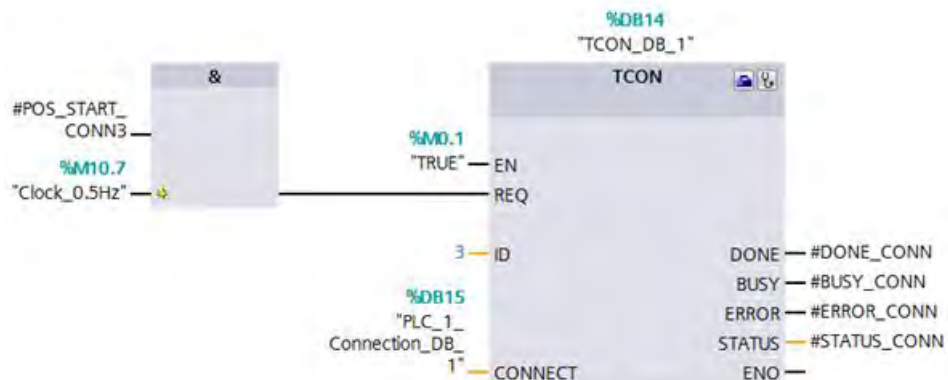 %DB14
"TCON_DB_1"
&
TCON
#POS_START_
CONN3
%M10.7
"Clock_0.5Hz"
%M0.1
"TRUE"
EN
REQ
3
ID
%DB15
"PLC_1_
Connection_DB_
1"
CONNECT
DONE
#DONE_CONN
BUSY
#BUSY_CONN
ERROR
#ERROR_CONN
STATUS
#STATUS_CONN
ENO